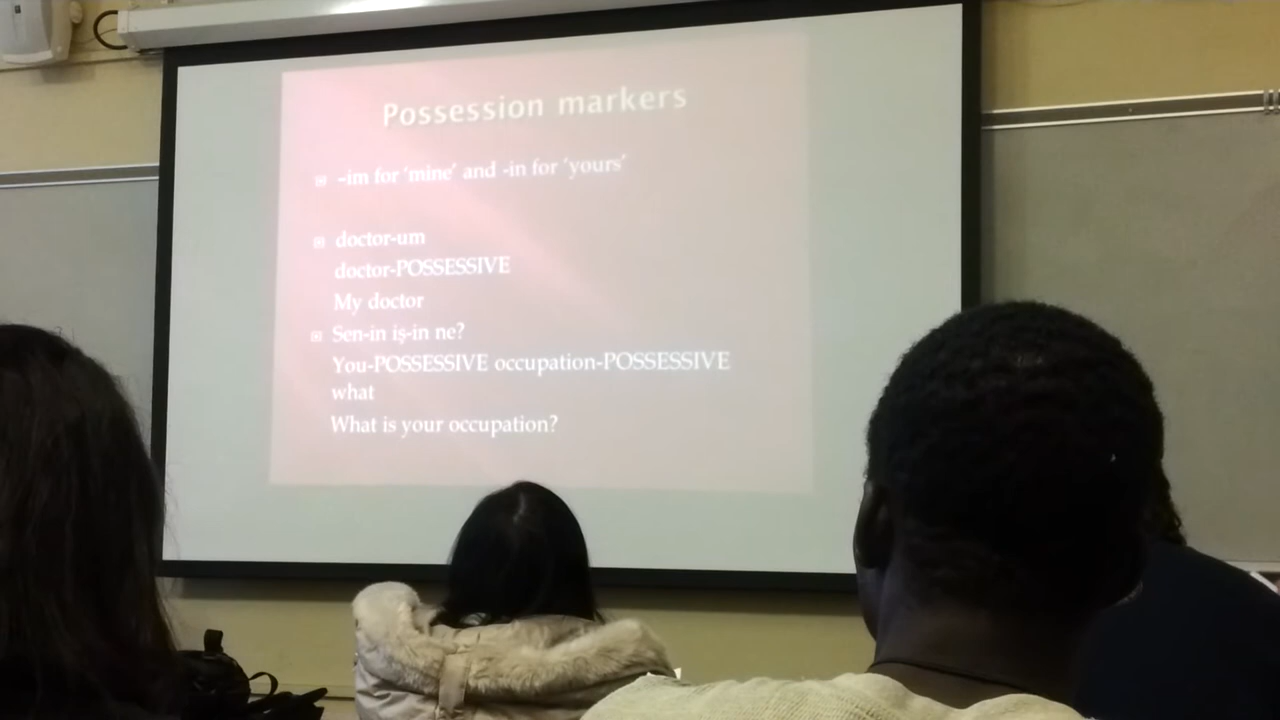 Possession markers
–im for ‘mine’ and -in for ‘yours’
doctor-um
doctor-POSSESSIVE
My doctor
Sen-in iş-in ne?
You-POSSESSIVE occupation-POSSESSIVE
what
What is your occupation?